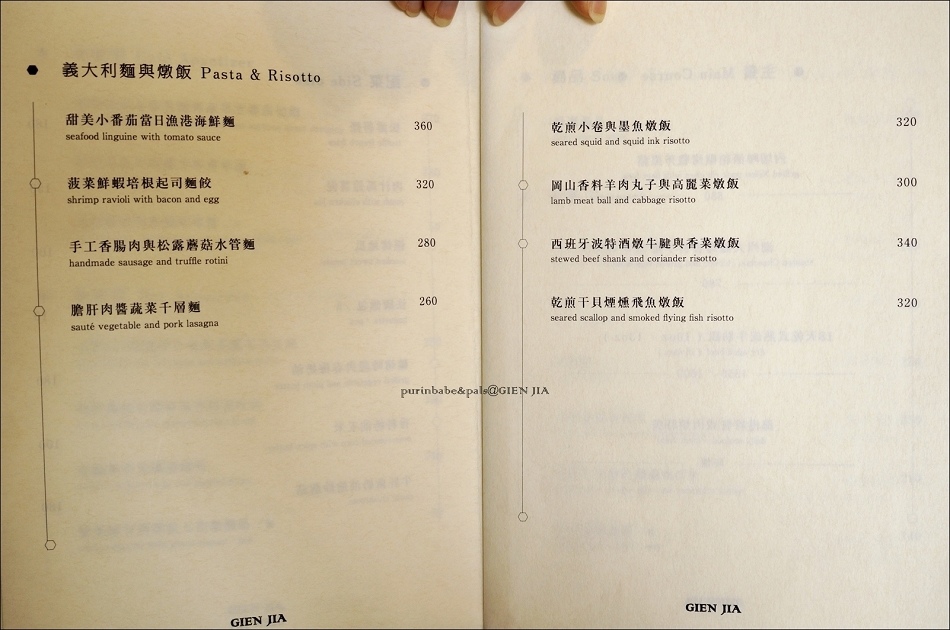 義大利麵與燉飯 Pasta & Risotto
甜美小番茄當日漁港海鮮麵 360
seafood linguine with tomato sauce
菠菜鮮蝦培根起司麵餃 320
shrimp ravioli with bacon and egg
手工香腸肉與松露蘑菇水管麵 280
handmade sausage and truffle rotini
膽肝肉醬蔬菜千層麵 260
sauté vegetable and pork lasagna
GIEN JIA
乾煎小卷與墨魚燉飯 320
seared squid and squid ink risotto
岡山香料羊肉丸子與高麗菜燉飯 300
lamb meat ball and cabbage risotto
西班牙波特酒燉牛腱與香菜燉飯 340
stewed beef shank and coriander risotto
乾煎干貝煙燻飛魚燉飯 320
seared scallop and smoked flying fish risotto
purinbabe&pals@GIEN JIA
GIEN JIA